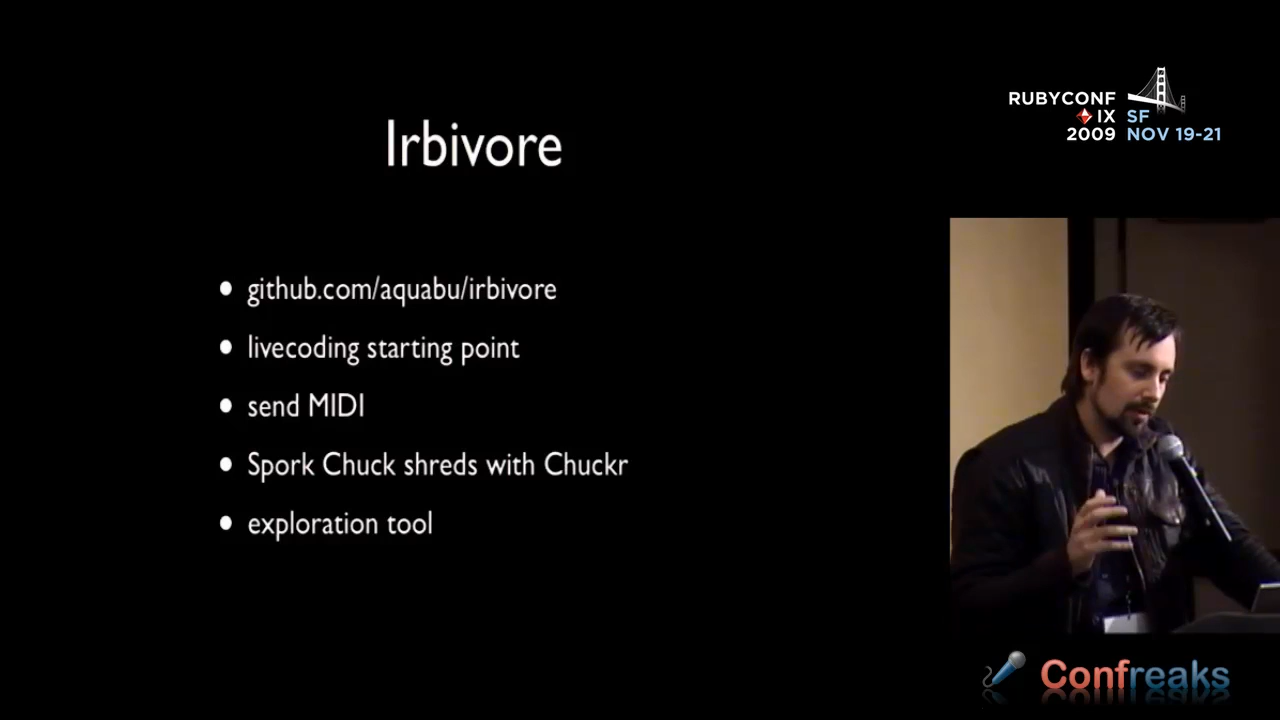 Irbivore
github.com/aquabu/irbivore
livecoding starting point
send MIDI
Spork Chuck shreds with Chuckr
exploration tool
RUBYCONF
IX SF
2009 NOV 19-21
Confreaks